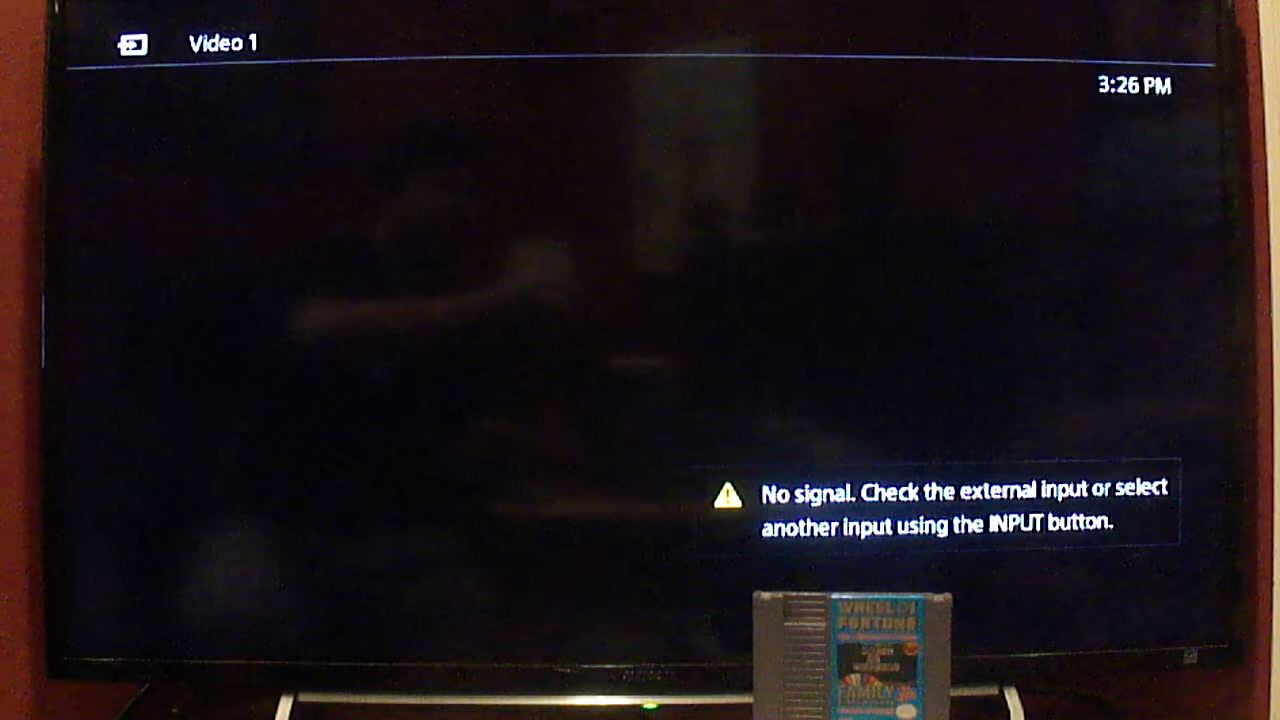 Video 1
3:26 PM
No signal. Check the external input or select
another input using the INPUT button.
WHEEL OF
FORTUNE
FAMILY